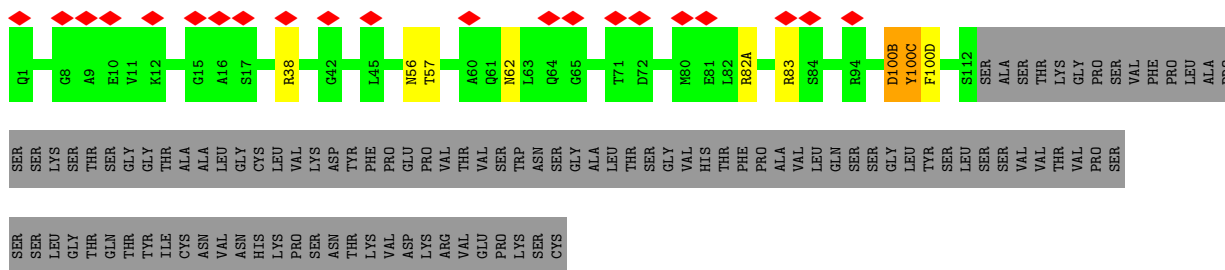 Q1 G8 A9 E10 V11 K12 G15 A16 S17 R38 G42 L45 N56 T57 A60 Q61 N62 L63 Q64 G65 T71 D72 M80 E81 L82 R82A R83 S84 R94 D100B Y100C F100D S112 SER ALA SER THR LYS GLY PRO SER VAL PHE PRO LEU ALA PRO
SER SER LYS SER THR SER GLY GLY THR ALA ALA LEU GLY CYS LEU VAL LYS ASP TYR PHE PRO GLU PRO VAL THR VAL SER TRP ASN SER GLY ALA LEU THR SER GLY VAL HIS THR PHE PRO ALA VAL LEU GLN SER SER GLY LEU TYR SER LEU SER SER VAL VAL THR VAL PRO SER
SER SER LEU GLY THR GLN THR TYR ILE CYS ASN VAL ASN HIS LYS PRO SER ASN THR LYS VAL ASP LYS ARG VAL GLU PRO LYS SER CYS